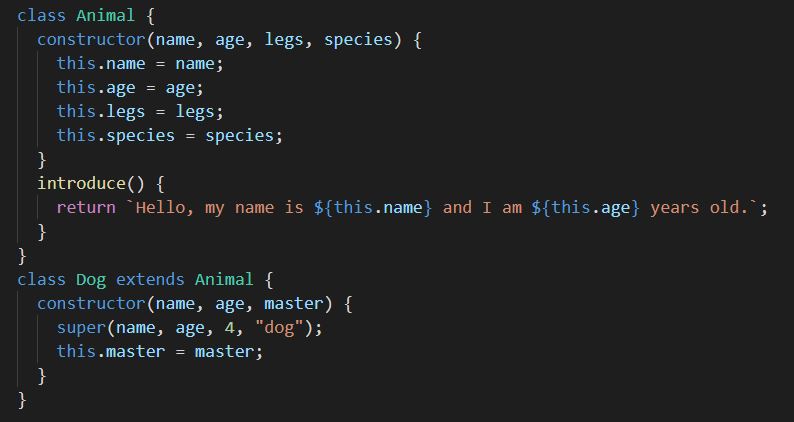 class Animal {
  constructor(name, age, legs, species) {
    this.name = name;
    this.age = age;
    this.legs = legs;
    this.species = species;
  }
  introduce() {
    return `Hello, my name is ${this.name} and I am ${this.age} years old.`;
  }
}
class Dog extends Animal {
  constructor(name, age, master) {
    super(name, age, 4, "dog");
    this.master = master;
  }
}